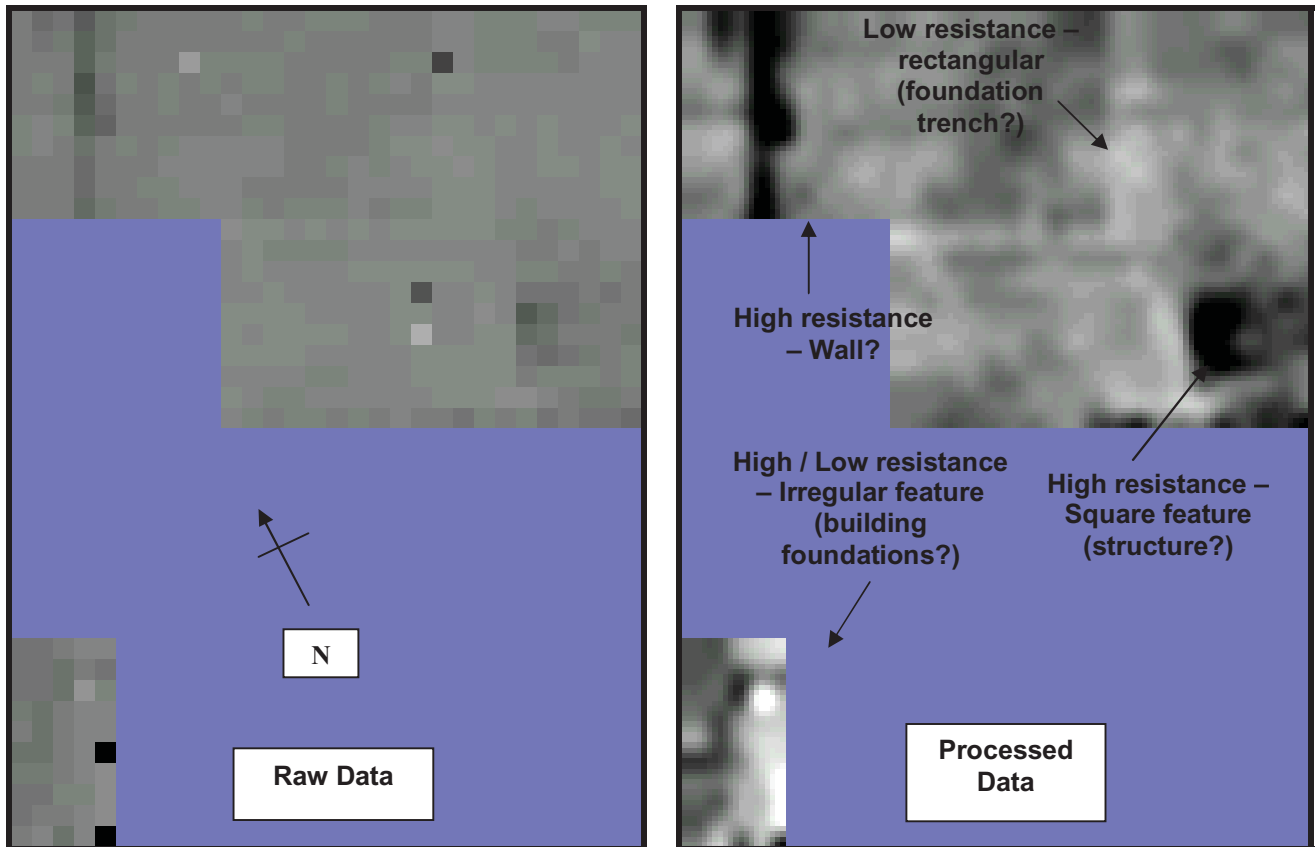 N
Raw Data
Low resistance –
rectangular
(foundation
trench?)
High resistance
– Wall?
High / Low resistance
– Irregular feature
(building
foundations?)
High resistance –
Square feature
(structure?)
Processed
Data